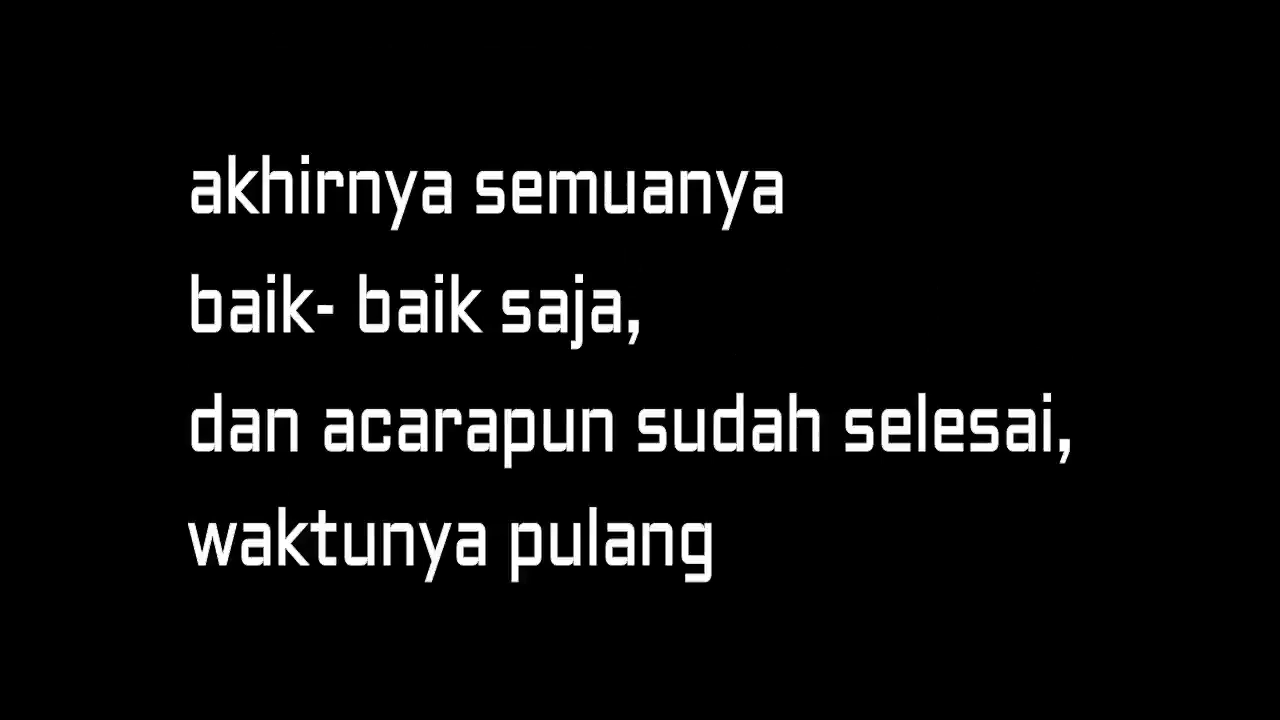 akhirnya semuanya
baik- baik saja,
dan acarapun sudah selesai,
waktunya pulang